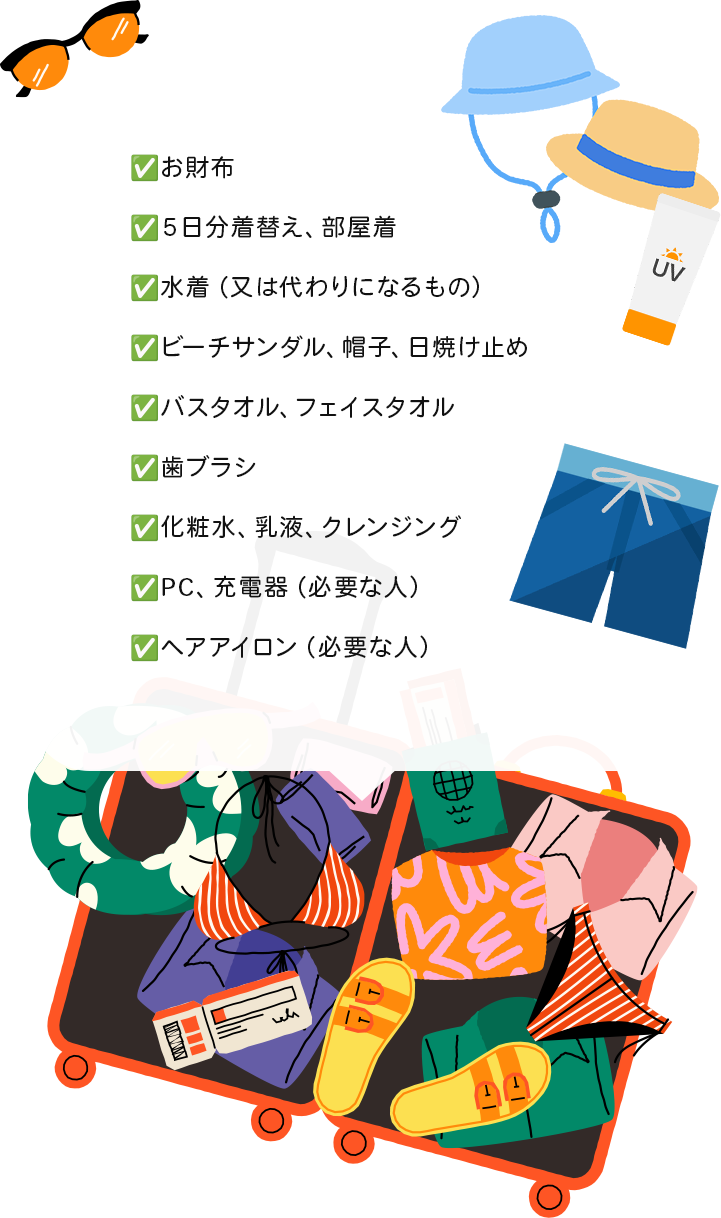 ✅お財布
✅5日分着替え、部屋着
✅水着（又は代わりになるもの）
✅ビーチサンダル、帽子、日焼け止め
✅バスタオル、フェイスタオル
✅歯ブラシ
✅化粧水、乳液、クレンジング
✅PC、充電器（必要な人）
✅ヘアアイロン（必要な人）
UV